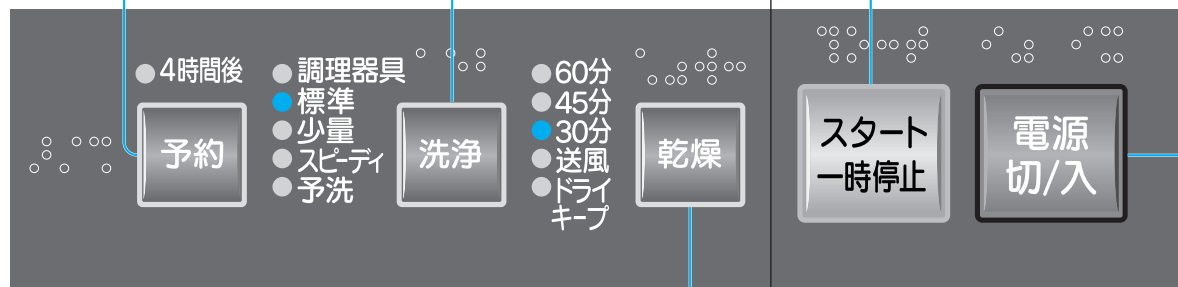 4時間後
予約
調理器具
標準
少量
スピーディ
予洗
洗浄
60分
45分
30分
送風
ドライ
キープ
乾燥
スタート
一時停止
電源
切/入